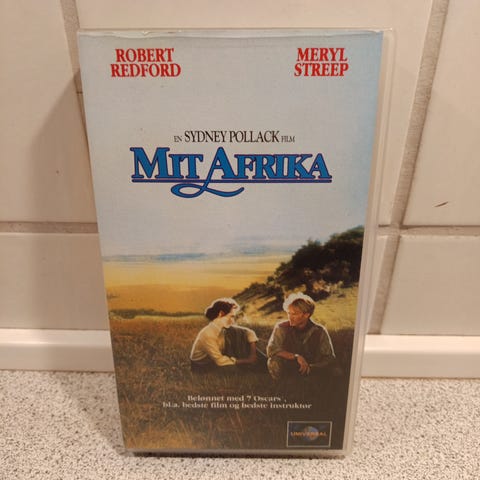 ROBERT REDFORD
MERYL STREEP
EN SYDNEY POLLACK FILM
MIT AFRIKA
Belønnet med 7 Oscars,
bl.a. bedste film og bedste instruktør
UNIVERSAL